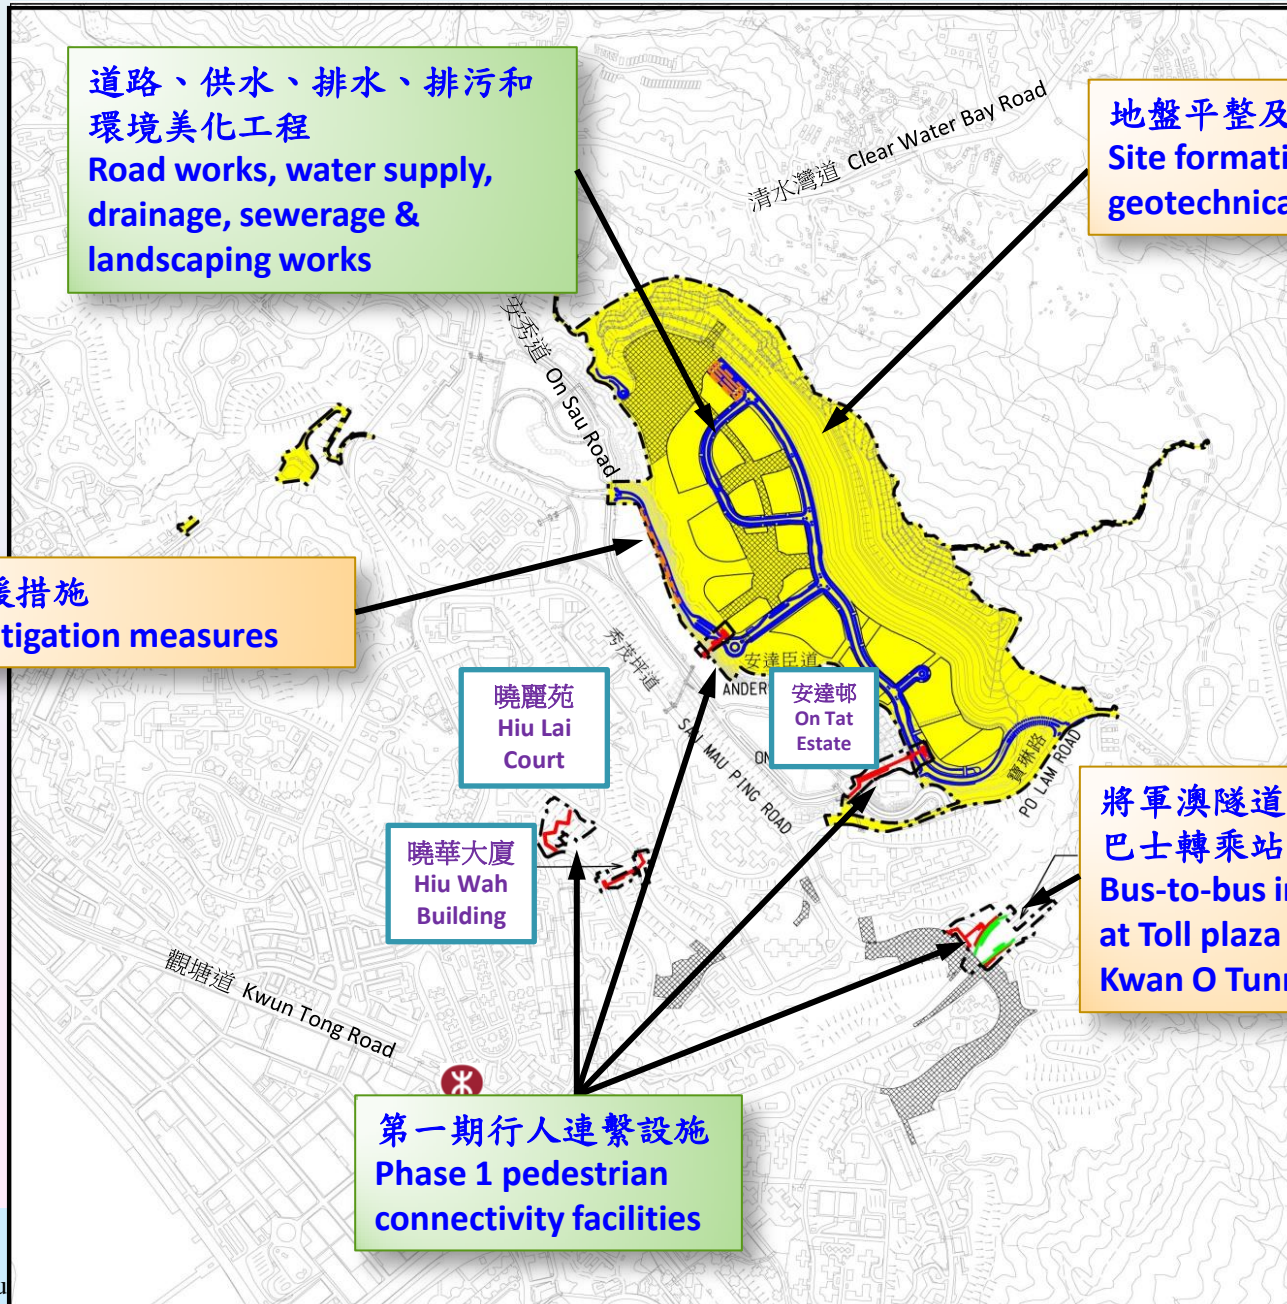 道路、供水、排水、排污和
環境美化工程
Road works, water supply,
drainage, sewerage &
landscaping works
清水灣道 Clear Water Bay Road
地盤平整及
Site formati
geotechnica
安秀道 On Sau Road
緩措施
tigation measures
秀茂坪道
SAU MAU PING ROAD
安達臣道
ANDER
安達邨
On Tat
Estate
ON
寶琳路
PO LAM ROAD
曉麗苑
Hiu Lai
Court
曉華大廈
Hiu Wah
Building
將軍澳隧道
巴士轉乘站
Bus-to-bus in
at Toll plaza
Kwan O Tunn
觀塘道 Kwun Tong Road
第一期行人連繫設施
Phase 1 pedestrian
connectivity facilities